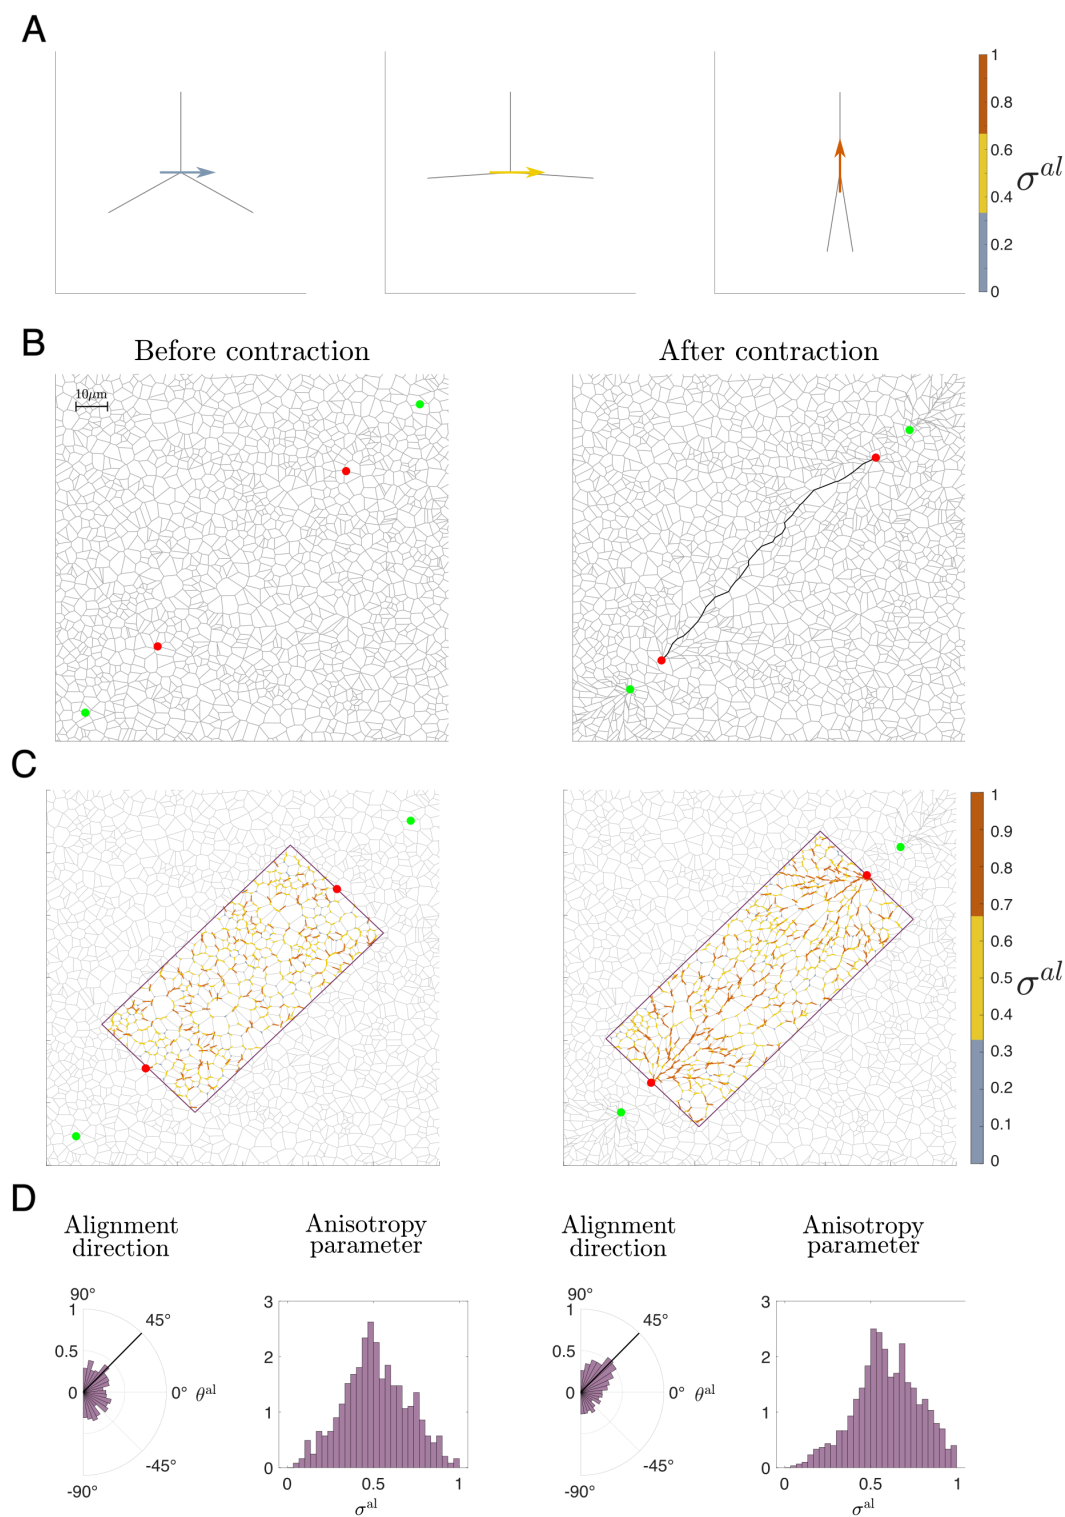 A
1
0.8
0.6
0.4
0.2
0
σ^al
B
Before contraction
After contraction
10μm
C
1
0.9
0.8
0.7
0.6
0.5
0.4
0.3
0.2
0.1
0
σ^al
D
Alignment
direction
Anisotropy
parameter
Alignment
direction
Anisotropy
parameter
90°
1
45°
0.5
0
0° θ^al
-45°
-90°
3
2
1
0
0 0.5 1
σ^al
90°
1
45°
0.5
0
0° θ^al
-45°
-90°
3
2
1
0
0 0.5 1
σ^al